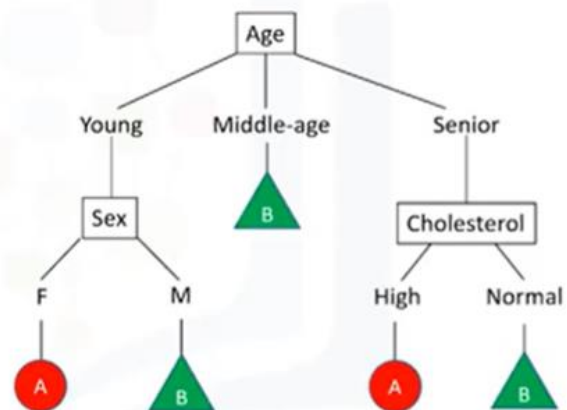 Age
Young Middle-age Senior
B
Sex Cholesterol
F M High Normal
A B A B